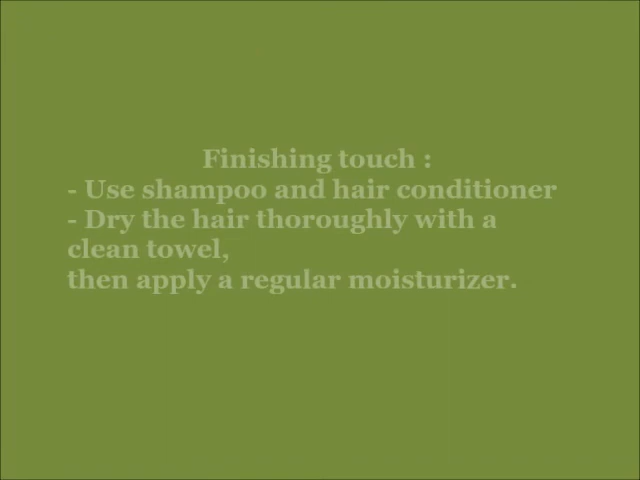 Finishing touch :
- Use shampoo and hair conditioner
- Dry the hair thoroughly with a
clean towel,
then apply a regular moisturizer.